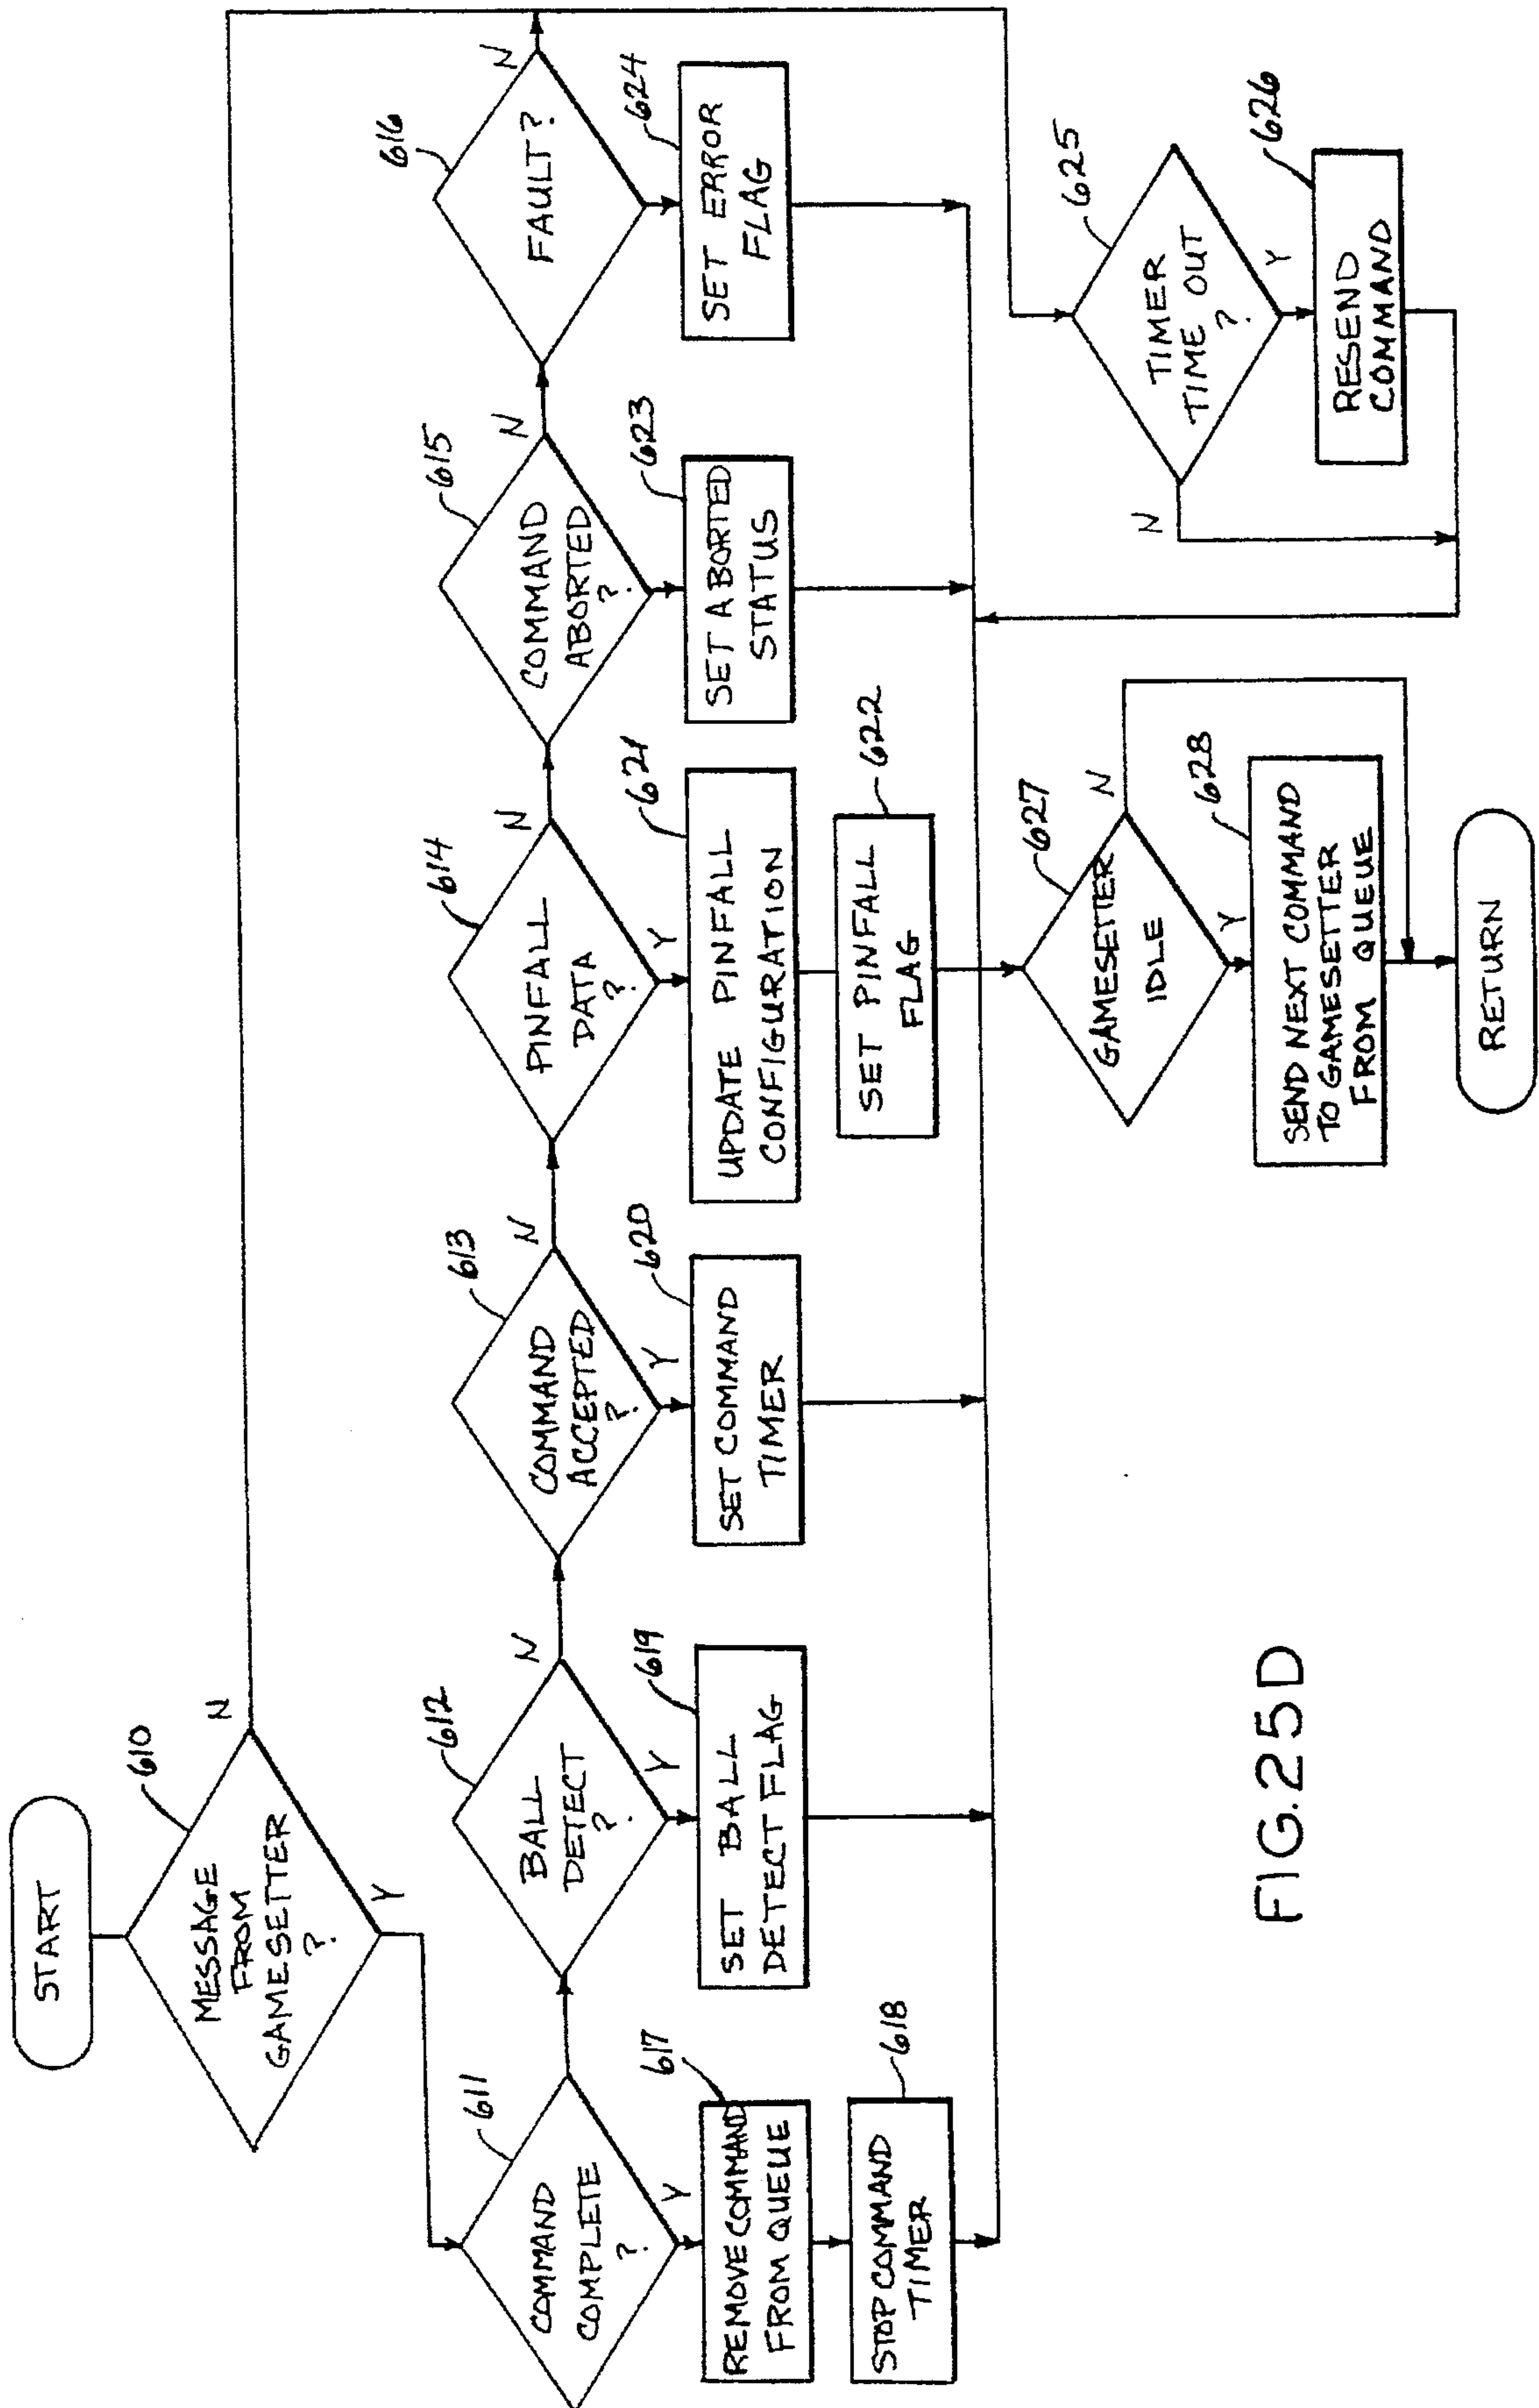 START
610
MESSAGE
FROM
GAMESETTER
?
N
Y
611
COMMAND
COMPLETE
?
Y
612
BALL
DETECT
?
N
Y
613
COMMAND
ACCEPTED
?
N
Y
614
PINFALL
DATA
?
N
Y
615
COMMAND
ABORTED
?
N
616
FAULT?
N
617
REMOVE COMMAND
FROM QUEUE
618
STOP COMMAND
TIMER
619
SET BALL
DETECT FLAG
620
SET COMMAND
TIMER
621
UPDATE PINFALL
CONFIGURATION
622
SET PINFALL
FLAG
623
SET ABORTED
STATUS
624
SET ERROR
FLAG
625
TIMER
TIME OUT
?
N
Y
626
RESEND
COMMAND
627
GAMESETTER
IDLE
N
Y
628
SEND NEXT COMMAND
TO GAMESETTER
FROM QUEUE
RETURN
FIG. 25D